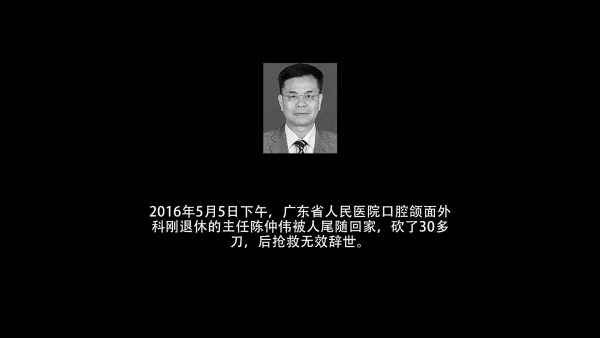 2016年5月5日下午，广东省人民医院口腔颌面外
科刚退休的主任陈仲伟被人尾随回家，砍了30多
刀，后抢救无效辞世。